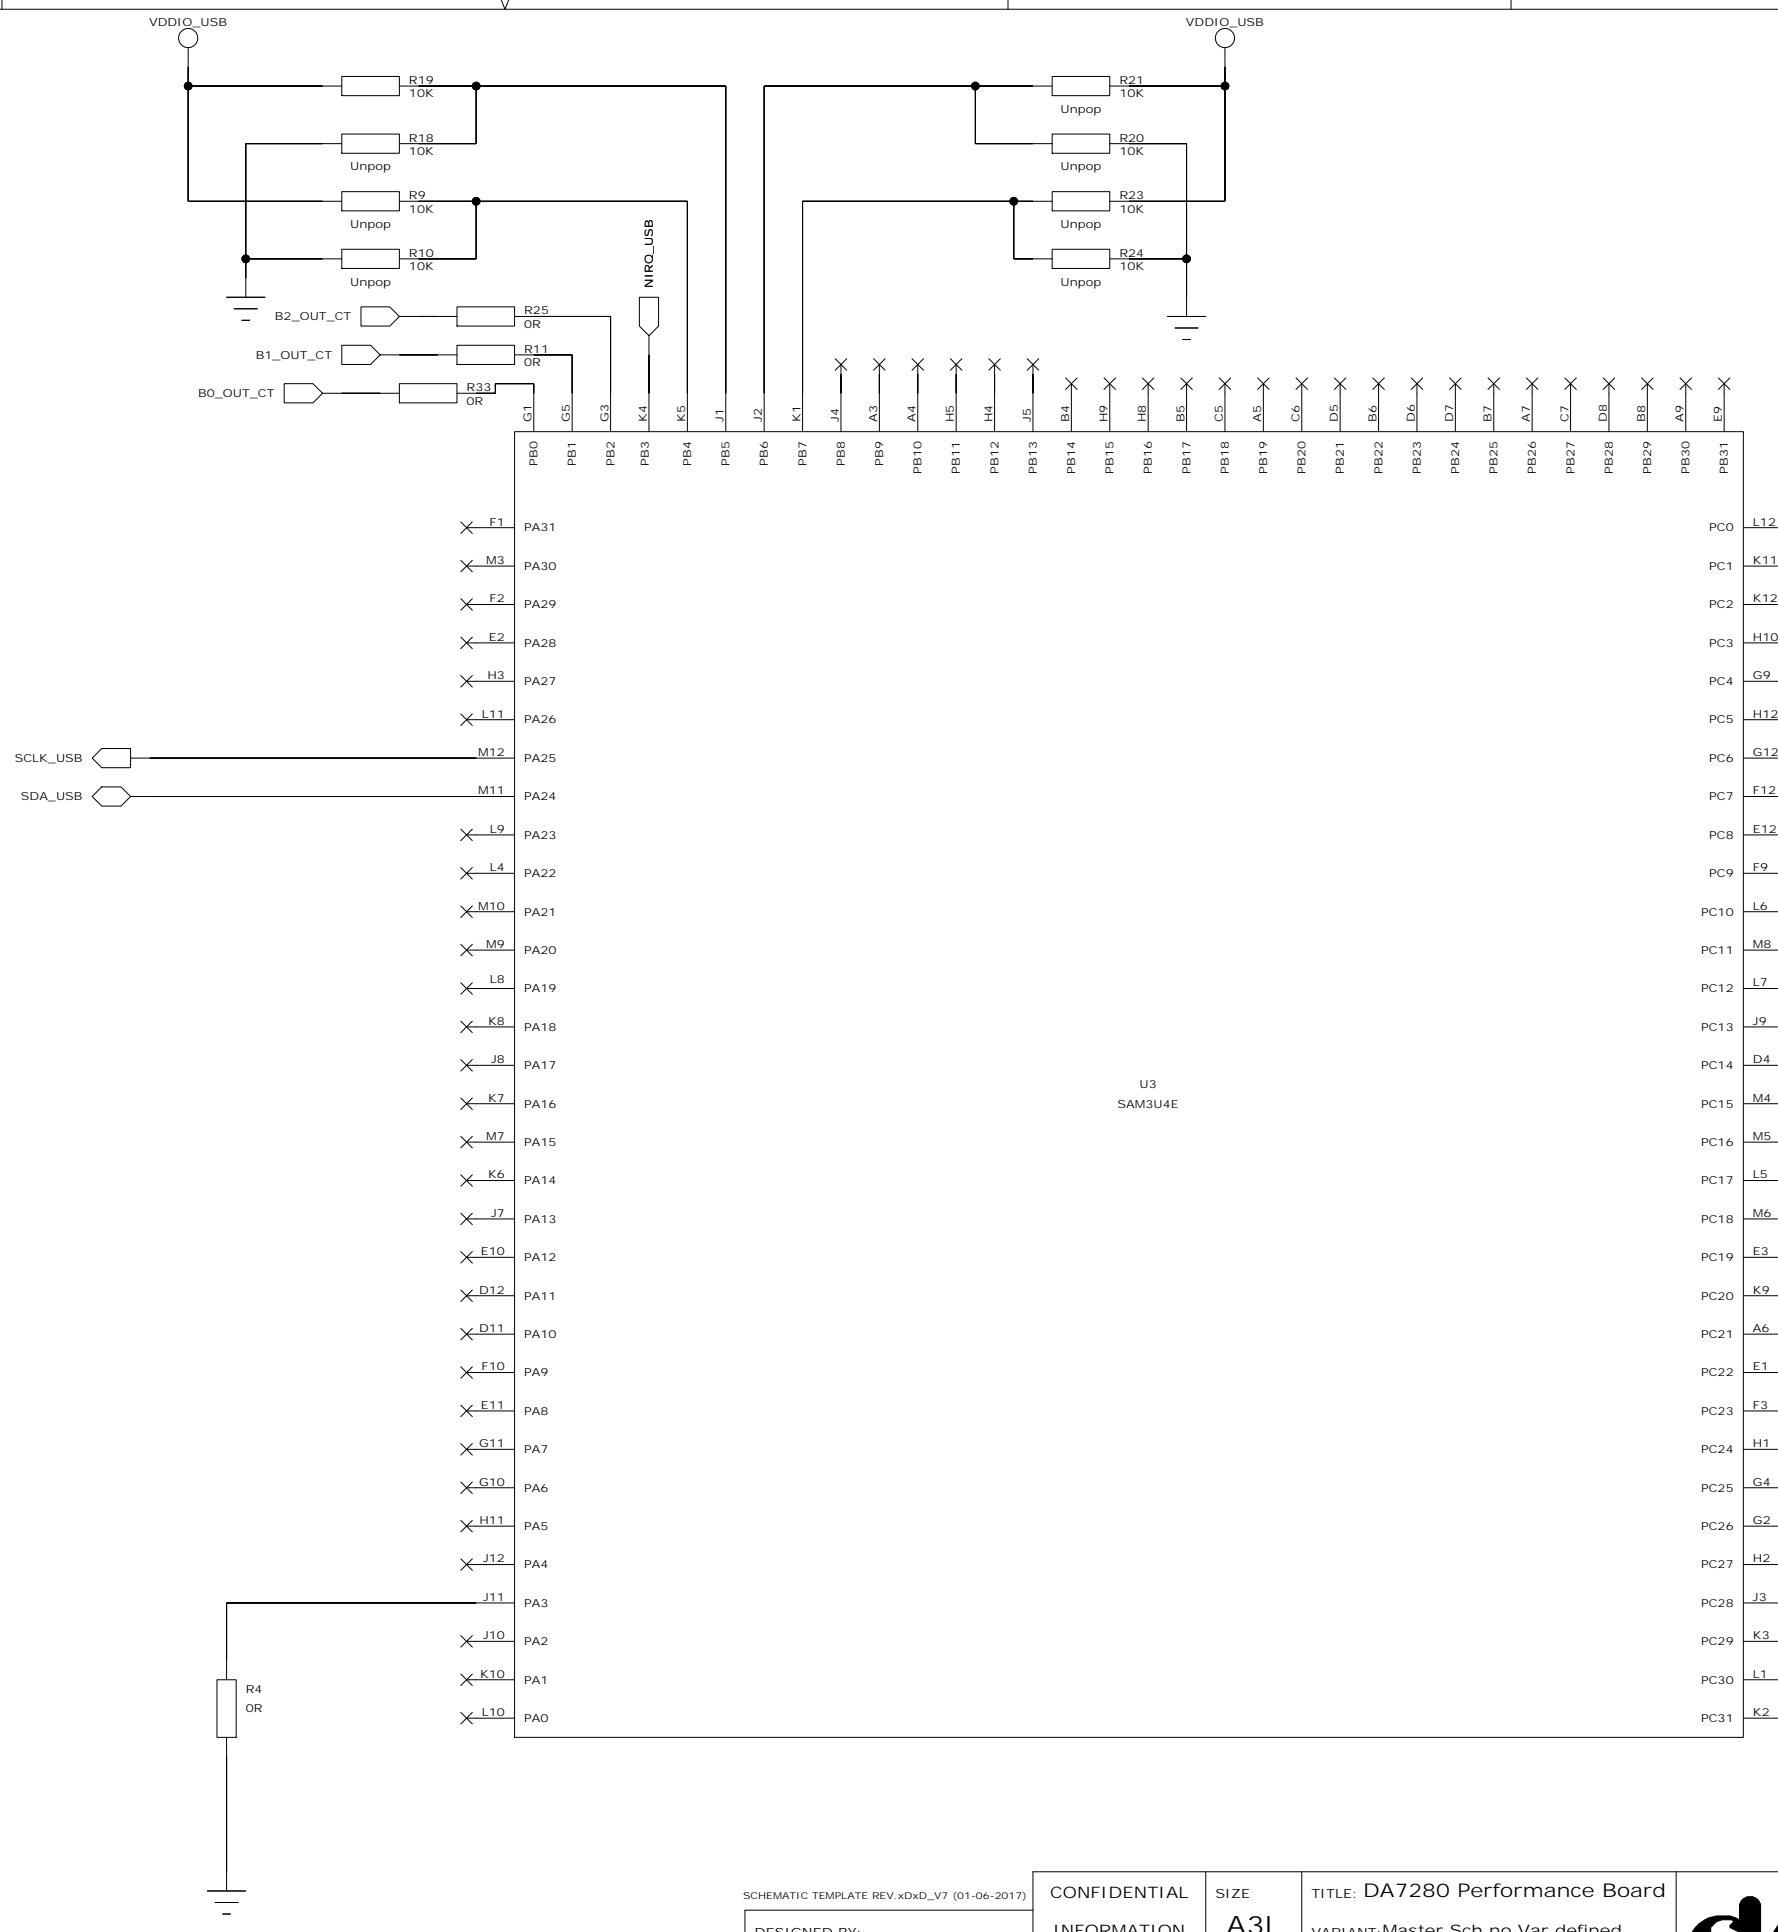 VDDIO_USB
VDDIO_USB
R19
10K
R18
10K
Unpop
R9
10K
Unpop
R10
10K
Unpop
R21
10K
Unpop
R20
10K
Unpop
R23
10K
Unpop
R24
10K
Unpop
NIRQ_USB
B2_OUT_CT
R25
0R
B1_OUT_CT
R11
0R
B0_OUT_CT
R33
0R
G1 G5 G3 K4 K5 J1 J2 K1 J4 A3 A4 H5 H4 J5 B4 H9 H8 B5 C5 A5 C6 D5 B6 D6 D7 B7 A7 C7 D8 B8 A9 E9
PB0 PB1 PB2 PB3 PB4 PB5 PB6 PB7 PB8 PB9 PB10 PB11 PB12 PB13 PB14 PB15 PB16 PB17 PB18 PB19 PB20 PB21 PB22 PB23 PB24 PB25 PB26 PB27 PB28 PB29 PB30 PB31
F1 PA31 PC0 L12
M3 PA30 PC1 K11
F2 PA29 PC2 K12
E2 PA28 PC3 H10
H3 PA27 PC4 G9
L11 PA26 PC5 H12
SCLK_USB M12 PA25 PC6 G12
SDA_USB M11 PA24 PC7 F12
L9 PA23 PC8 E12
L4 PA22 PC9 F9
M10 PA21 PC10 L6
M9 PA20 PC11 M8
L8 PA19 PC12 L7
K8 PA18 PC13 J9
J8 PA17 PC14 D4
U3
SAM3U4E
K7 PA16 PC15 M4
M7 PA15 PC16 M5
K6 PA14 PC17 L5
J7 PA13 PC18 M6
E10 PA12 PC19 E3
D12 PA11 PC20 K9
D11 PA10 PC21 A6
F10 PA9 PC22 E1
E11 PA8 PC23 F3
G11 PA7 PC24 H1
G10 PA6 PC25 G4
H11 PA5 PC26 G2
J12 PA4 PC27 H2
J11 PA3 PC28 J3
J10 PA2 PC29 K3
K10 PA1 PC30 L1
L10 PA0 PC31 K2
R4
0R
SCHEMATIC TEMPLATE REV.xDxD_V7 (01-06-2017)
DESIGNED BY:
CONFIDENTIAL
INFORMATION
SIZE
TITLE: DA7280 Performance Board
VARIANT:Master Sch no Var defined